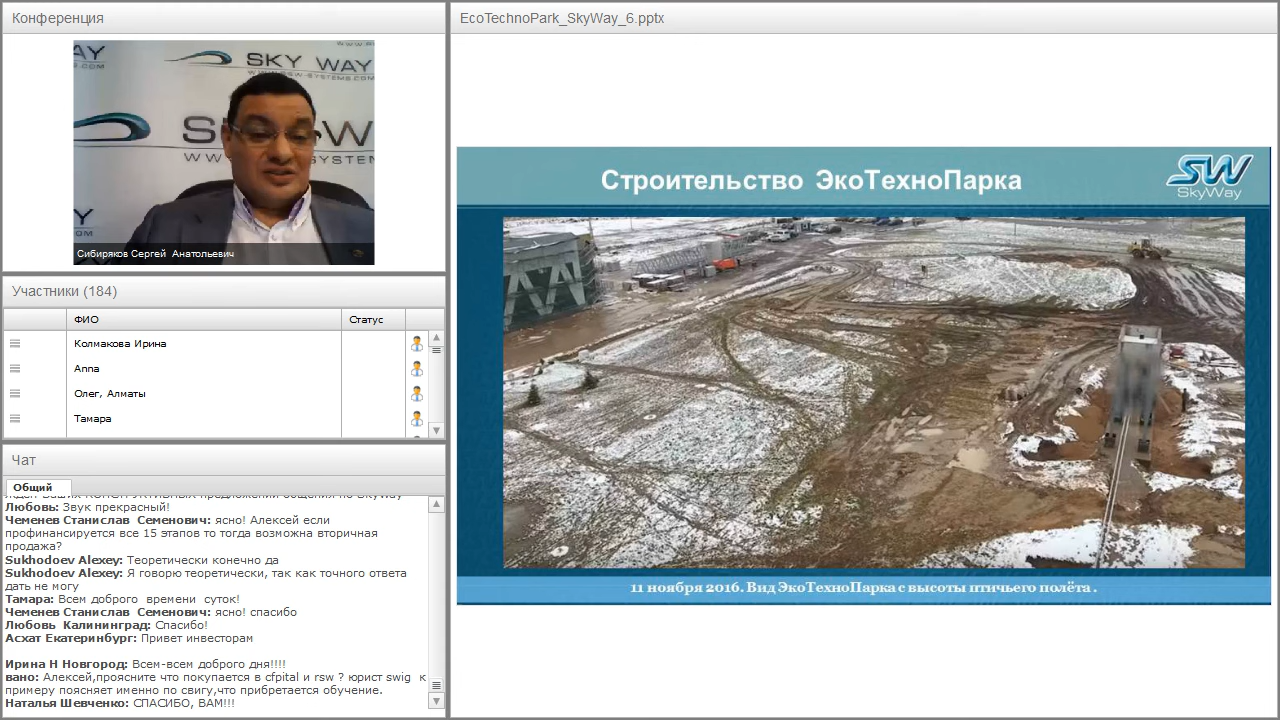 Конференция
SKY WAY
WWW.SSW-SYSTEMS.COM
Сибиряков Сергей Анатольевич
Участники (184)
ФИО
Статус
Колмакова Ирина
Anna
Олег, Алматы
Тамара
Чат
Общий
Любовь: Звук прекрасный!
Чеменев Станислав Семенович: ясно! Алексей если
профинансируется все 15 этапов то тогда возможна вторичная
продажа?
Sukhodoev Alexey: Теоретически конечно да
Sukhodoev Alexey: Я говорю теоретически, так как точного ответа
дать не могу
Тамара: Всем доброго времени суток!
Чеменев Станислав Семенович: ясно! спасибо
Любовь Калининград: Спасибо!
Асхат Екатеринбург: Привет инвесторам
Ирина Н Новгород: Всем-всем доброго дня!!!!
вано: Алексей,проясните что покупается в cfpital и rsw ? юрист swig к
примеру поясняет именно по свигу,что прибретается обучение.
Наталья Шевченко: СПАСИБО, ВАМ!!!
EcoTechnoPark_SkyWay_6.pptx
Строительство ЭкоТехноПарка
SW
SkyWay
11 ноября 2016. Вид ЭкоТехноПарка с высоты птичьего полёта .